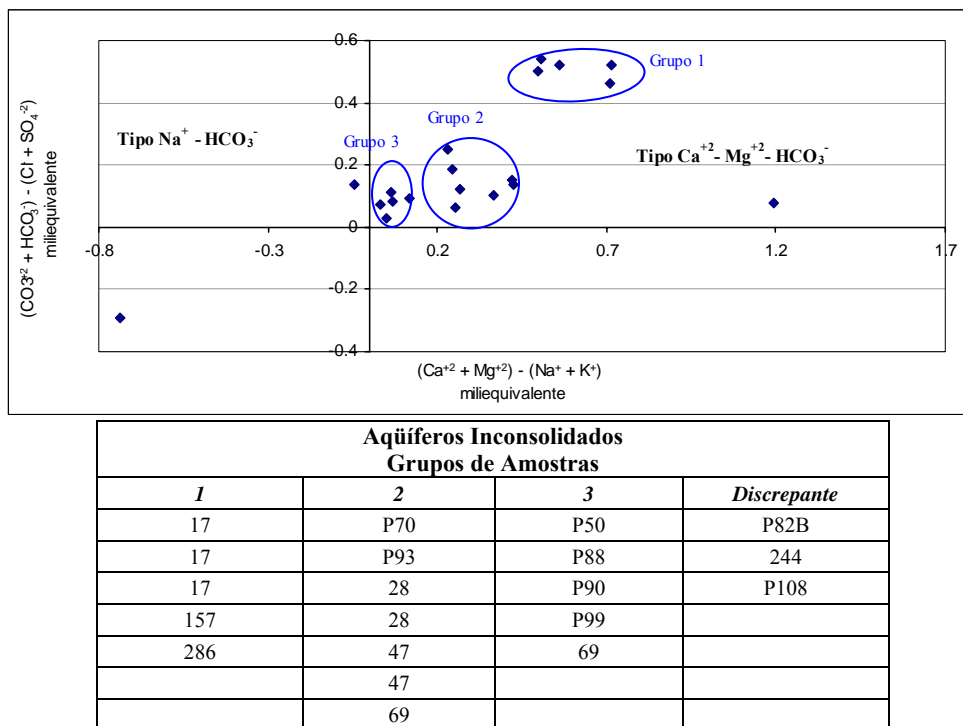 0.6
Grupo 1
0.4
Grupo 2
Tipo Na⁺ - HCO₃⁻
Grupo 3
Tipo Ca⁺² - Mg⁺² - HCO₃⁻
0.2
0
-0.8
-0.3
0.2
0.7
1.2
1.7
-0.2
-0.4
(CO3⁺² + HCO₃⁻) - (Cl⁻ + SO₄⁻²)
miliequivalente
(Ca⁺² + Mg⁺²) - (Na⁺ + K⁺)
miliequivalente
Aqüíferos Inconsolidados
Grupos de Amostras
1 2 3 Discrepante
17 P70 P50 P82B
17 P93 P88 244
17 28 P90 P108
157 28 P99
286 47 69
47
69